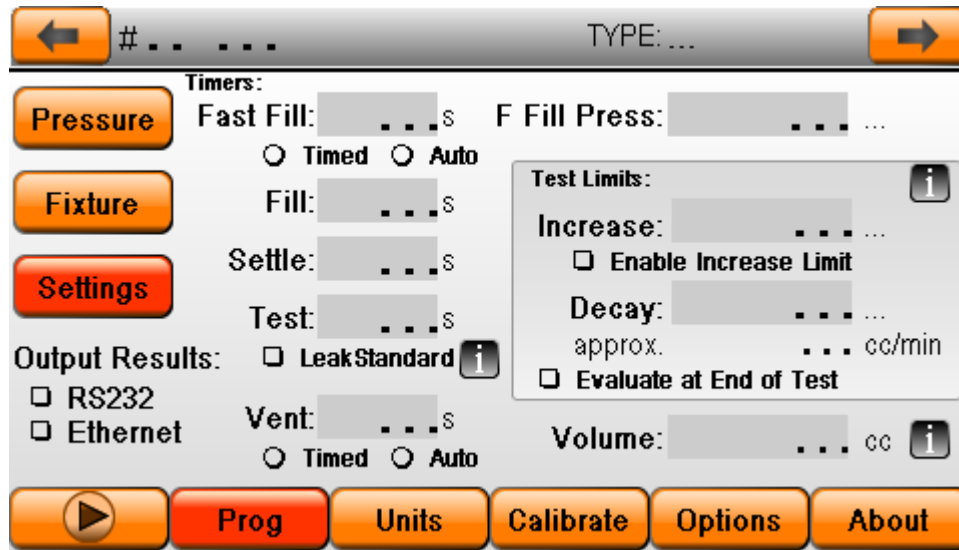 #.. ... TYPE: ...
Timers:
Pressure
Fast Fill: ... s
F Fill Press: ... ...
Timed Auto
Fixture
Fill: ... s
Test Limits:
i
Increase: ... ...
Enable Increase Limit
Settings
Settle: ... s
Decay: ... ...
Test: ... s
approx. ... cc/min
Output Results:
LeakStandard i
Evaluate at End of Test
RS232
Ethernet
Vent: ... s
Volume: ... cc i
Timed Auto
Prog Units Calibrate Options About